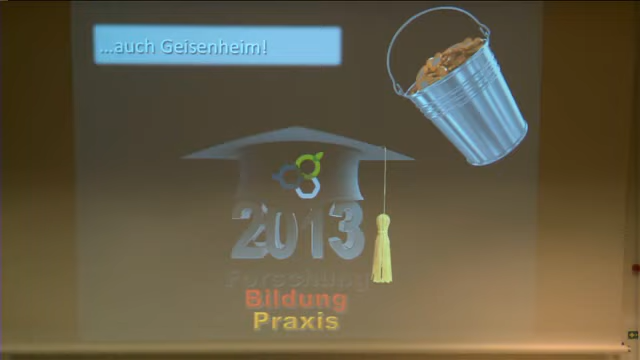 ...auch Geisenheim!
2013
Forschung
Bildung
Praxis